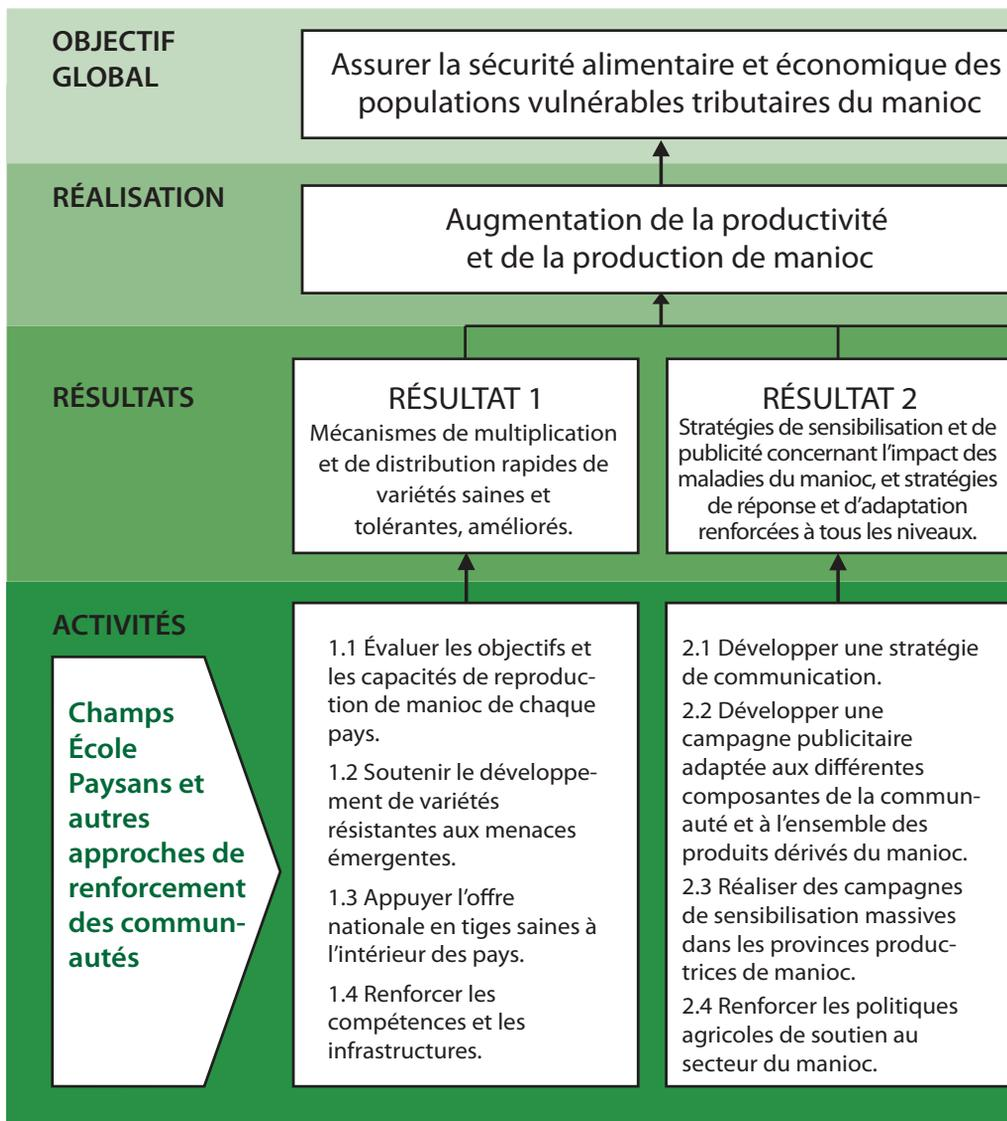 OBJECTIF
GLOBAL
Assurer la sécurité alimentaire et économique des
populations vulnérables tributaires du manioc
RÉALISATION
Augmentation de la productivité
et de la production de manioc
RÉSULTATS
RÉSULTAT 1
Mécanismes de multiplication
et de distribution rapides de
variétés saines et
tolérantes, améliorés.
RÉSULTAT 2
Stratégies de sensibilisation et de
publicité concernant l'impact des
maladies du manioc, et stratégies
de réponse et d'adaptation
renforcées à tous les niveaux.
ACTIVITÉS
Champs
École
Paysans et
autres
approches de
renforcement
des commun-
autés
1.1 Évaluer les objectifs et
les capacités de reproduc-
tion de manioc de chaque
pays.
1.2 Soutenir le développe-
ment de variétés
résistantes aux menaces
émergentes.
1.3 Appuyer l'offre
nationale en tiges saines à
l'intérieur des pays.
1.4 Renforcer les
compétences et les
infrastructures.
2.1 Développer une stratégie
de communication.
2.2 Développer une
campagne publicitaire
adaptée aux différentes
composantes de la commun-
auté et à l'ensemble des
produits dérivés du manioc.
2.3 Réaliser des campagnes
de sensibilisation massives
dans les provinces produc-
trices de manioc.
2.4 Renforcer les politiques
agricoles de soutien au
secteur du manioc.